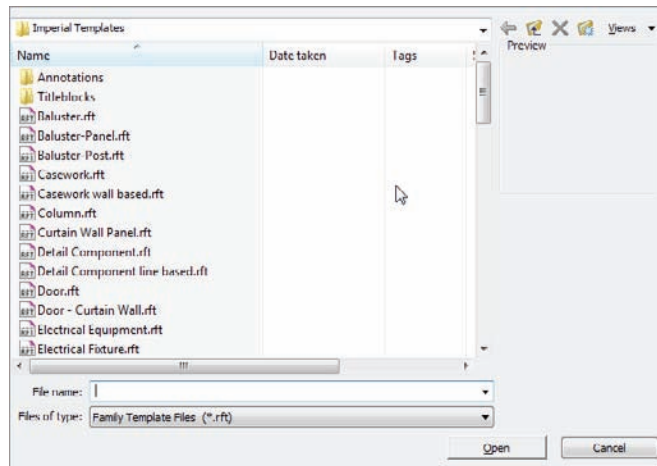 Imperial Templates
Views
Preview
Name Date taken Tags
Annotations
Titleblocks
Baluster.rft
Baluster-Panel.rft
Baluster-Post.rft
Casework.rft
Casework wall based.rft
Column.rft
Curtain Wall Panel.rft
Detail Component.rft
Detail Component line based.rft
Door.rft
Door - Curtain Wall.rft
Electrical Equipment.rft
Electrical Fixture.rft
File name:
Files of type: Family Template Files (*.rft)
Open Cancel